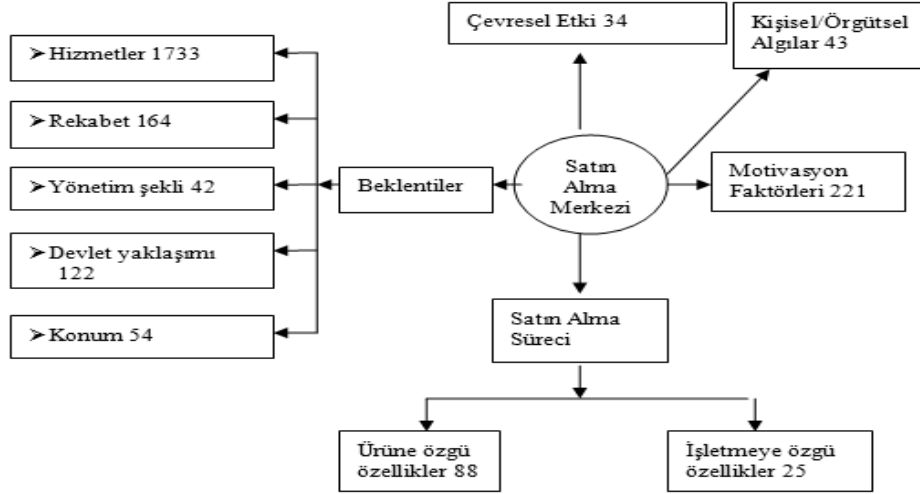 Çevresel Etki 34
Kişisel/Örgütsel
Algılar 43
➢ Hizmetler 1733
➢ Rekabet 164
➢ Yönetim şekli 42
➢ Devlet yaklaşımı
122
➢ Konum 54
Beklentiler
Satın
Alma
Merkezi
Motivasyon
Faktörleri 221
Satın Alma
Süreci
Ürüne özgü
özellikler 88
İşletmeye özgü
özellikler 25